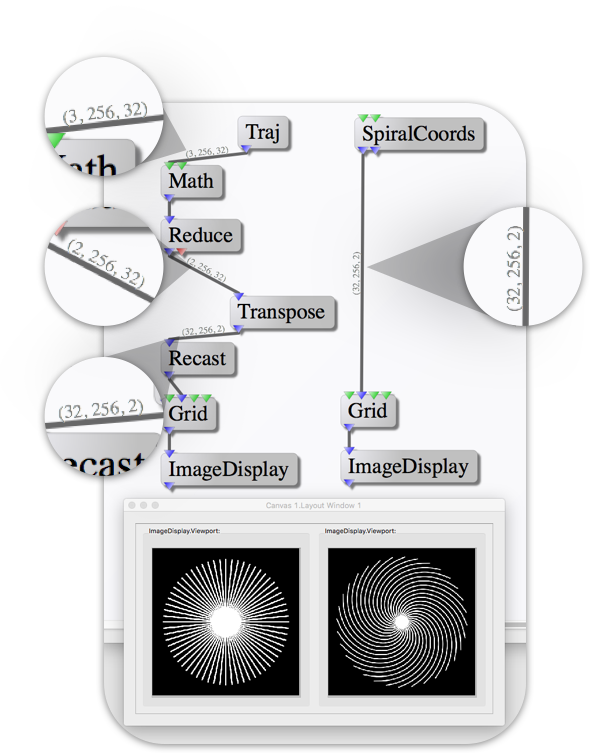 (3, 256, 32)
Math
Traj
SpiralCoords
(3, 256, 32)
Math
Reduce
(2, 256, 32)
(2, 256, 32)
(32, 256, 2)
(32, 256, 2)
Transpose
(32, 256, 2)
Recast
(32, 256, 2)
Recast
Grid
Grid
ImageDisplay
ImageDisplay
Canvas 1.Layout Window 1
ImageDisplay.Viewport:
ImageDisplay.Viewport: